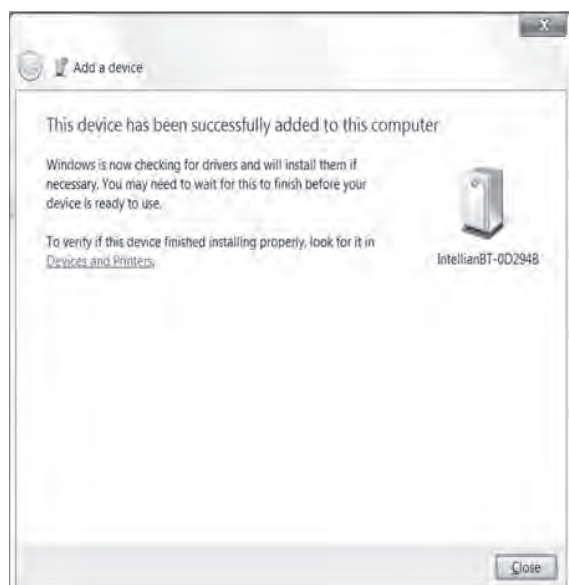 X
Add a device
This device has been successfully added to this computer
Windows is now checking for drivers and will install them if
necessary. You may need to wait for this to finish before your
device is ready to use.
To verify if this device finished installing properly, look for it in
Devices and Printers.
IntellianBT-0D294B
Close